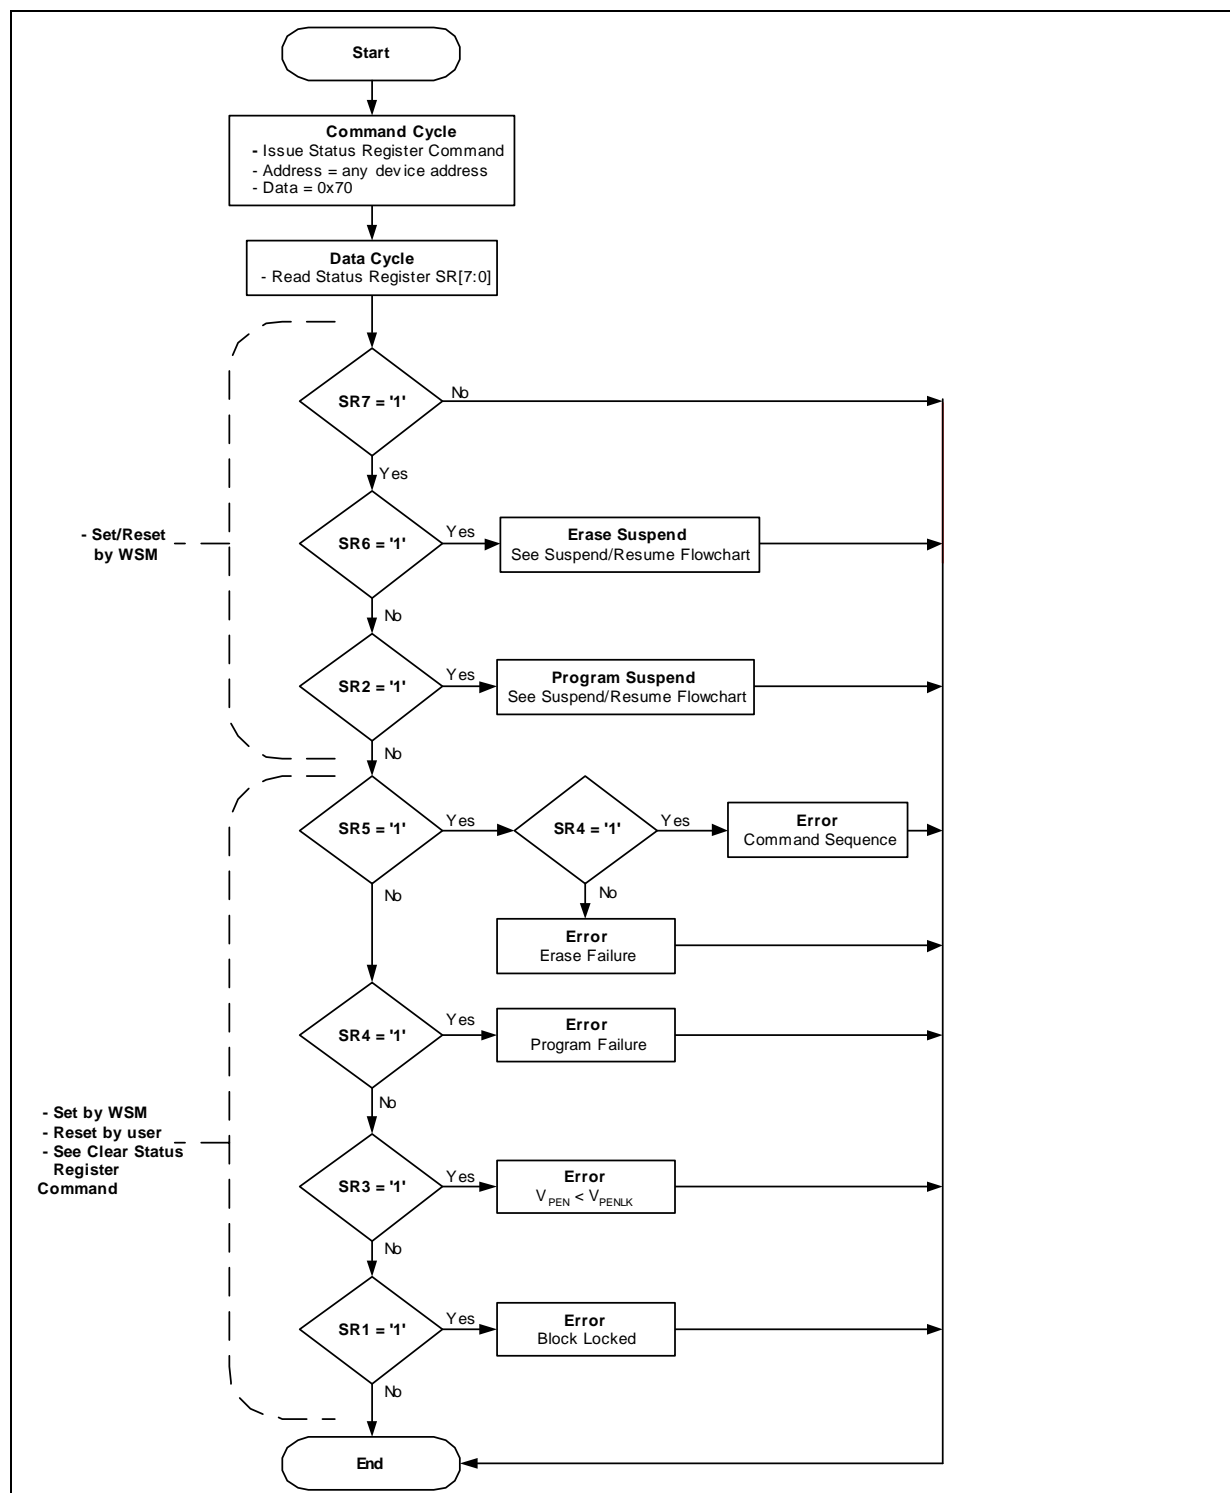 Start
Command Cycle
- Issue Status Register Command
- Address = any device address
- Data = 0x70
Data Cycle
- Read Status Register SR[7:0]
SR7 = '1'
No
Yes
- Set/Reset
by WSM
SR6 = '1'
Yes
Erase Suspend
See Suspend/Resume Flowchart
No
SR2 = '1'
Yes
Program Suspend
See Suspend/Resume Flowchart
No
SR5 = '1'
Yes
SR4 = '1'
Yes
Error
Command Sequence
No
No
Error
Erase Failure
SR4 = '1'
Yes
Error
Program Failure
No
- Set by WSM
- Reset by user
- See Clear Status
Register
Command
SR3 = '1'
Yes
Error
VPEN < VPENLK
No
SR1 = '1'
Yes
Error
Block Locked
No
End